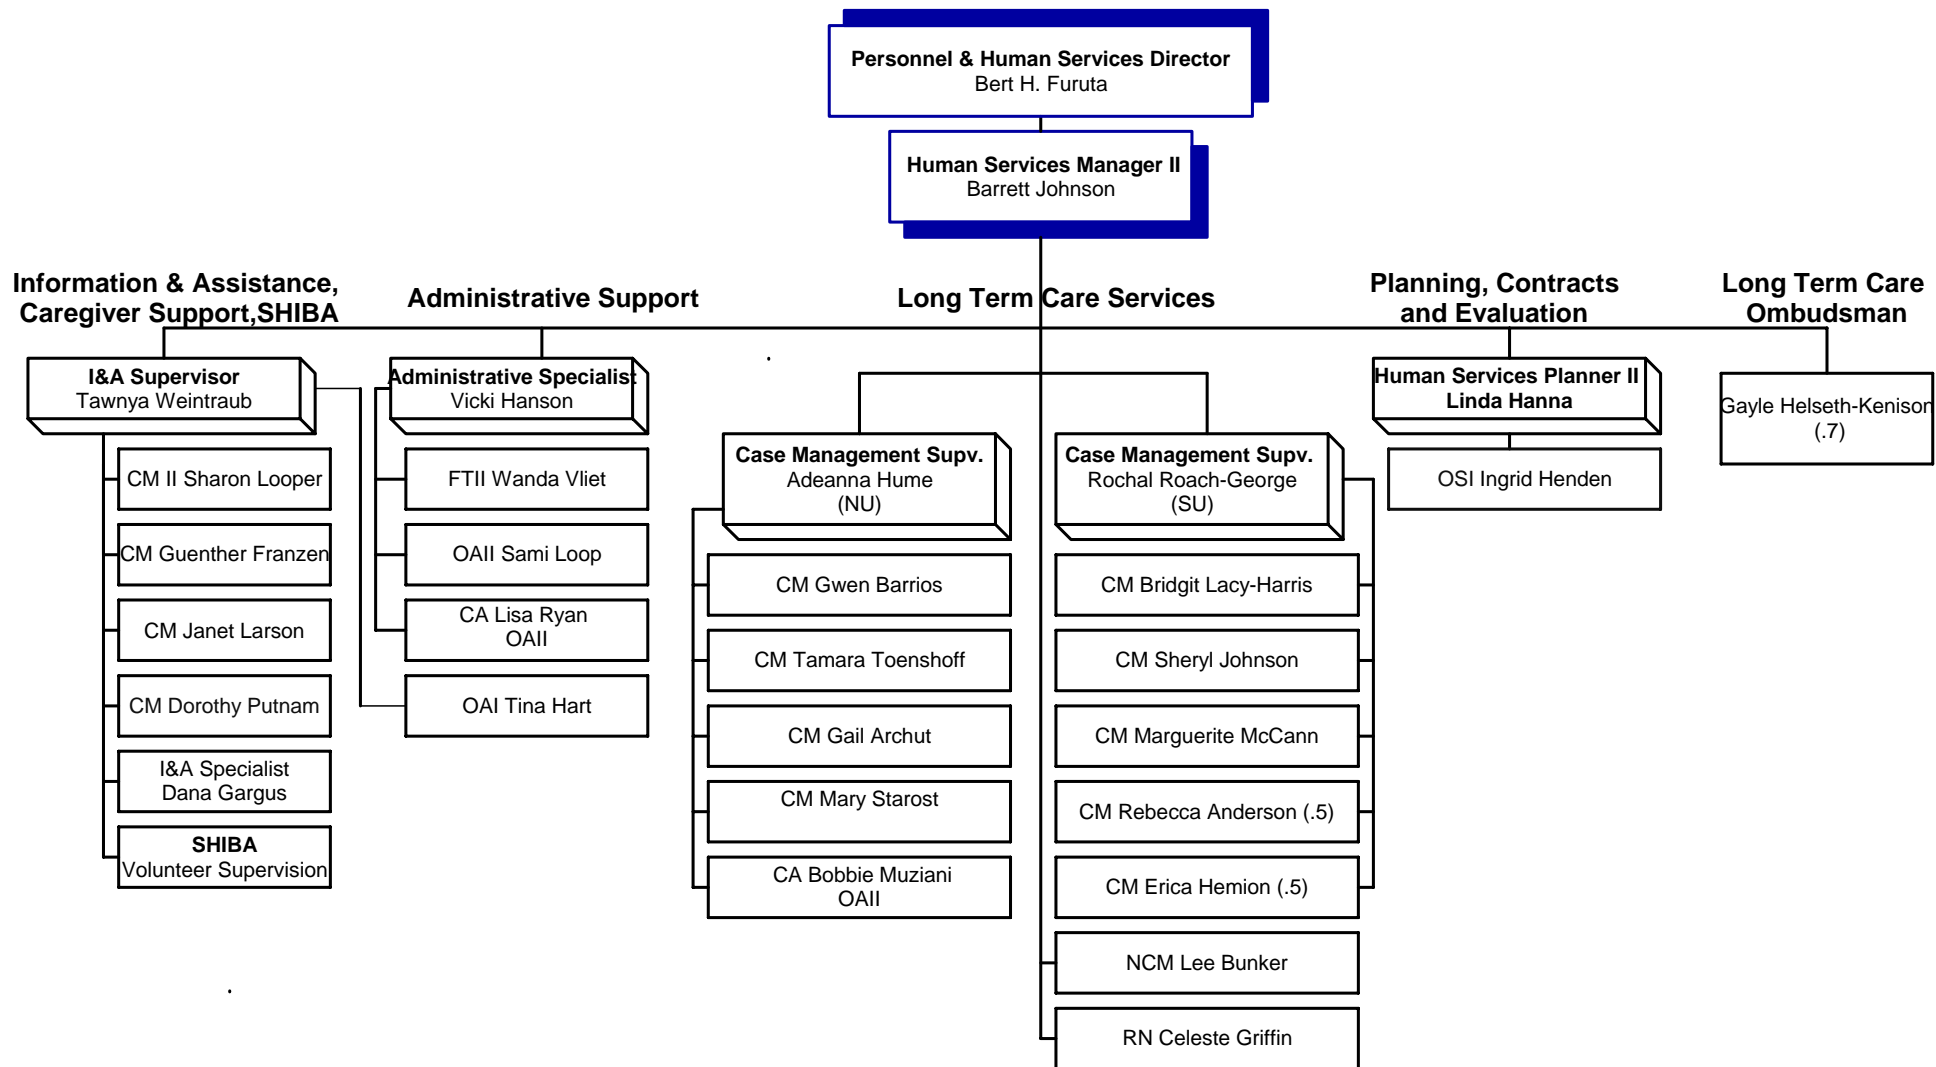 Personnel & Human Services Director
Bert H. Furuta
Human Services Manager II
Barrett Johnson
Information & Assistance,
Caregiver Support,SHIBA
Administrative Support
Long Term Care Services
Planning, Contracts
and Evaluation
Long Term Care
Ombudsman
I&A Supervisor
Tawnya Weintraub
CM II Sharon Looper
CM Guenther Franzen
CM Janet Larson
CM Dorothy Putnam
I&A Specialist
Dana Gargus
SHIBA
Volunteer Supervision
Administrative Specialist
Vicki Hanson
FTII Wanda Vliet
OAII Sami Loop
CA Lisa Ryan
OAII
OAI Tina Hart
Case Management Supv.
Adeanna Hume
(NU)
CM Gwen Barrios
CM Tamara Toenshoff
CM Gail Archut
CM Mary Starost
CA Bobbie Muziani
OAII
Case Management Supv.
Rochal Roach-George
(SU)
CM Bridgit Lacy-Harris
CM Sheryl Johnson
CM Marguerite McCann
CM Rebecca Anderson (.5)
CM Erica Hemion (.5)
NCM Lee Bunker
RN Celeste Griffin
Human Services Planner II
Linda Hanna
OSI Ingrid Henden
Gayle Helseth-Kenison
(.7)